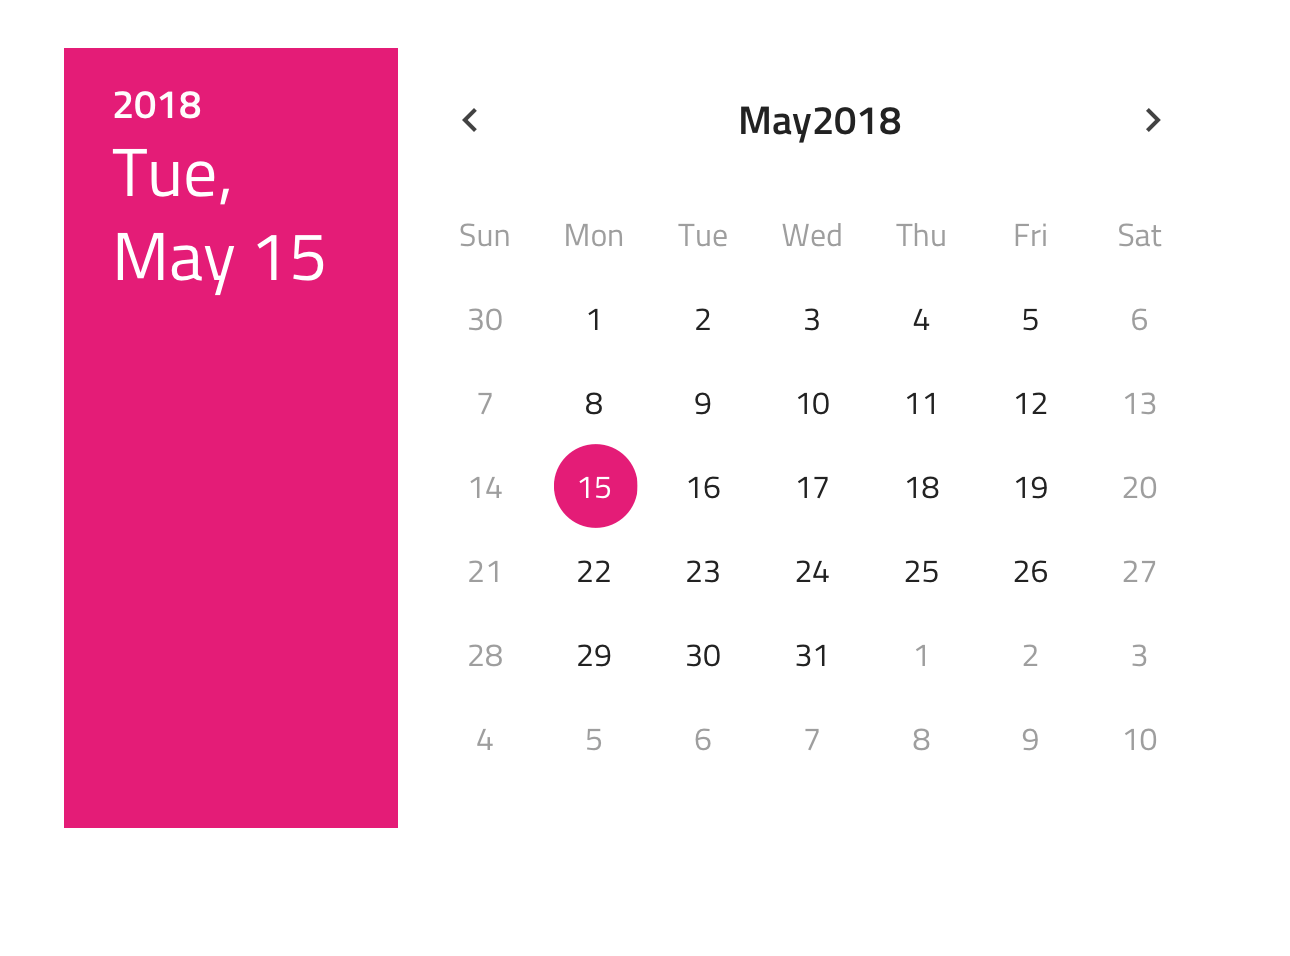 2018
Tue,
May 15
May2018
Sun Mon Tue Wed Thu Fri Sat
30 1 2 3 4 5 6
7 8 9 10 11 12 13
14 15 16 17 18 19 20
21 22 23 24 25 26 27
28 29 30 31 1 2 3
4 5 6 7 8 9 10